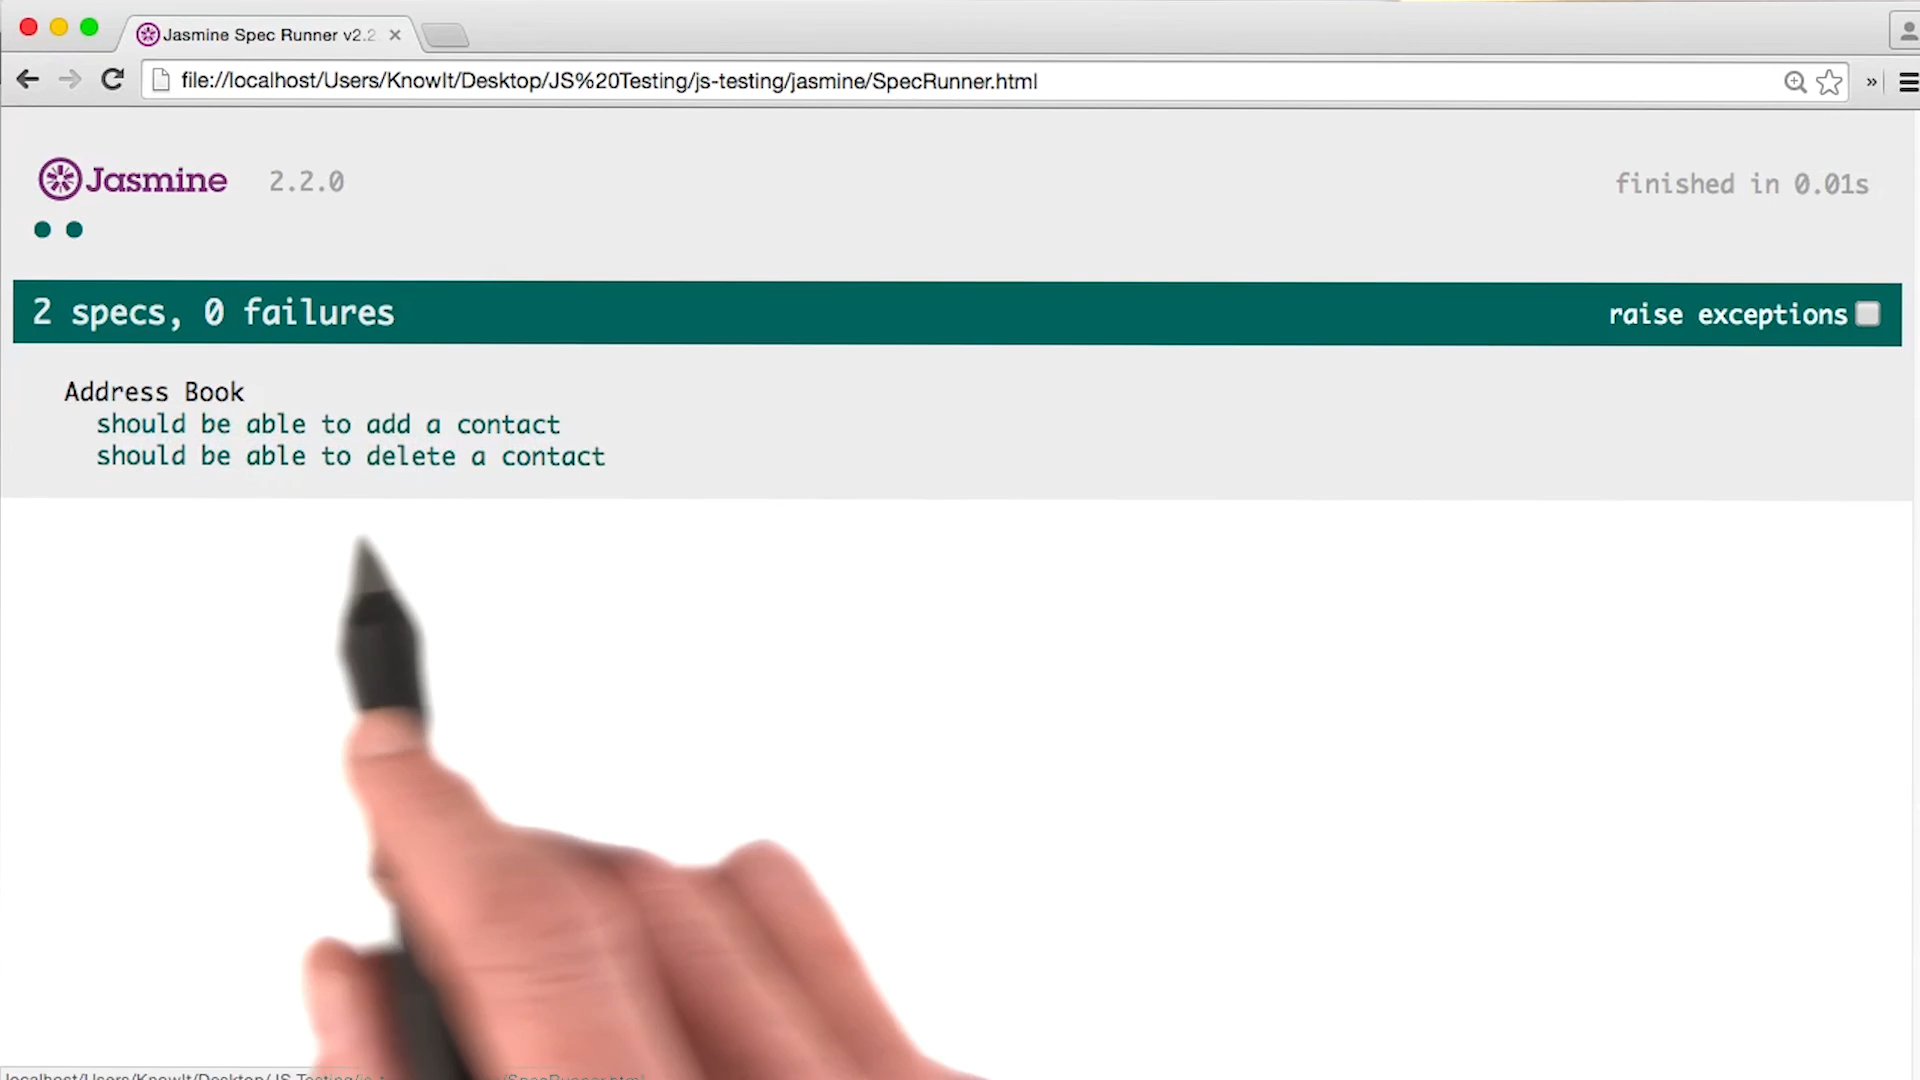 Jasmine Spec Runner v2.2
file://localhost/Users/KnowIt/Desktop/JS%20Testing/js-testing/jasmine/SpecRunner.html
Jasmine 2.2.0
finished in 0.01s
2 specs, 0 failures
raise exceptions
Address Book
should be able to add a contact
should be able to delete a contact